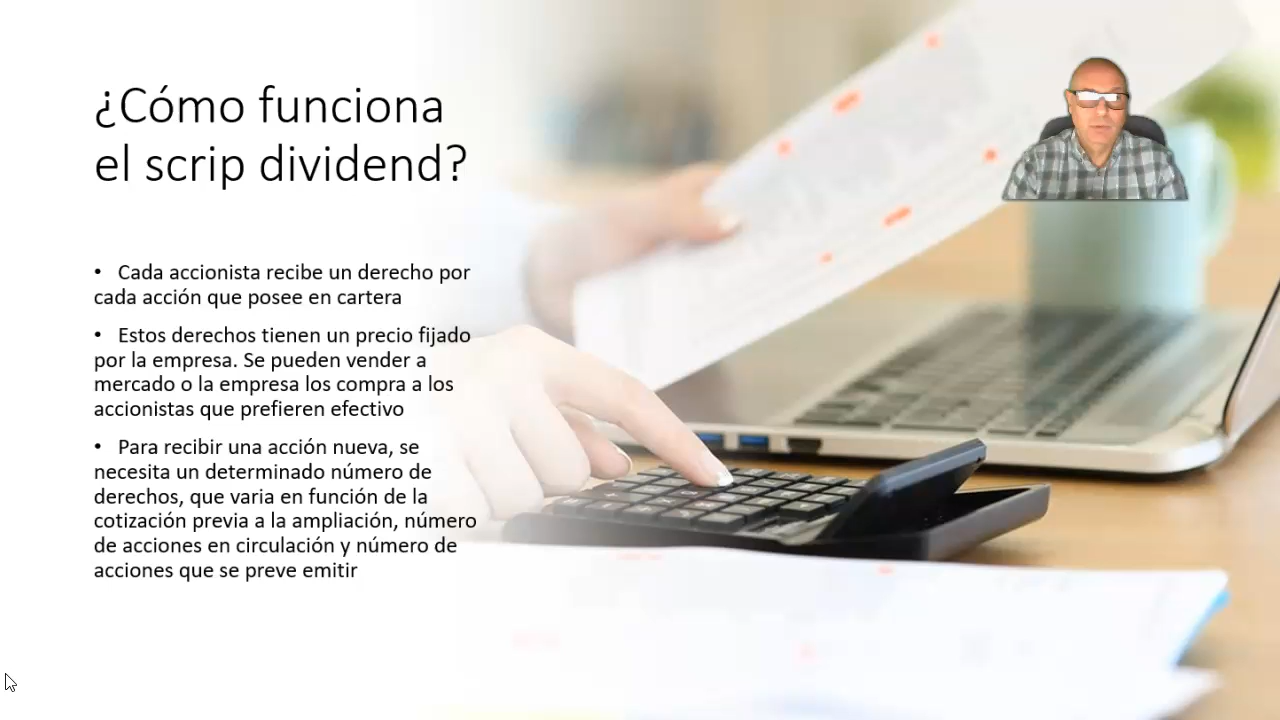 ¿Cómo funciona
el scrip dividend?
• Cada accionista recibe un derecho por
cada acción que posee en cartera
• Estos derechos tienen un precio fijado
por la empresa. Se pueden vender a
mercado o la empresa los compra a los
accionistas que prefieren efectivo
• Para recibir una acción nueva, se
necesita un determinado número de
derechos, que varia en función de la
cotización previa a la ampliación, número
de acciones en circulación y número de
acciones que se preve emitir